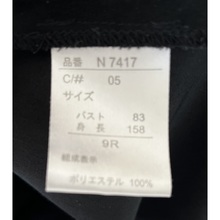 品番 N 7417
C/# 05
サイズ
バスト 83
身長 158
9R
組成表示
ポリエステル 100%